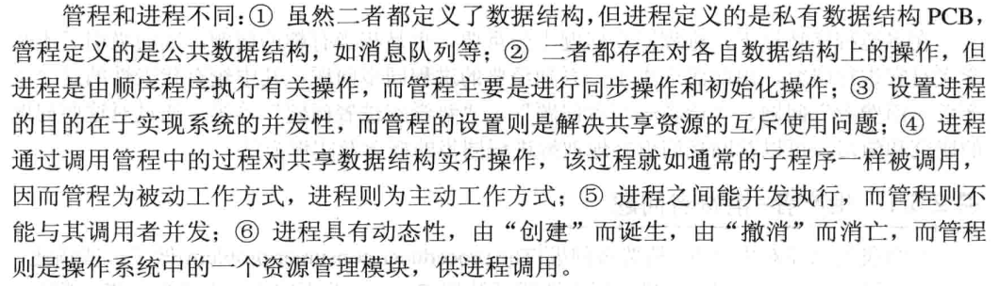 管程和进程不同:① 虽然二者都定义了数据结构,但进程定义的是私有数据结构 PCB,
管程定义的是公共数据结构,如消息队列等;② 二者都存在对各自数据结构上的操作,但
进程是由顺序程序执行有关操作,而管程主要是进行同步操作和初始化操作;③ 设置进程
的目的在于实现系统的并发性,而管程的设置则是解决共享资源的互斥使用问题;④ 进程
通过调用管程中的过程对共享数据结构实行操作,该过程就如通常的子程序一样被调用,
因而管程为被动工作方式,进程则为主动工作方式;⑤ 进程之间能并发执行,而管程则不
能与其调用者并发;⑥ 进程具有动态性,由“创建”而诞生,由“撤消”而消亡,而管程
则是操作系统中的一个资源管理模块,供进程调用。